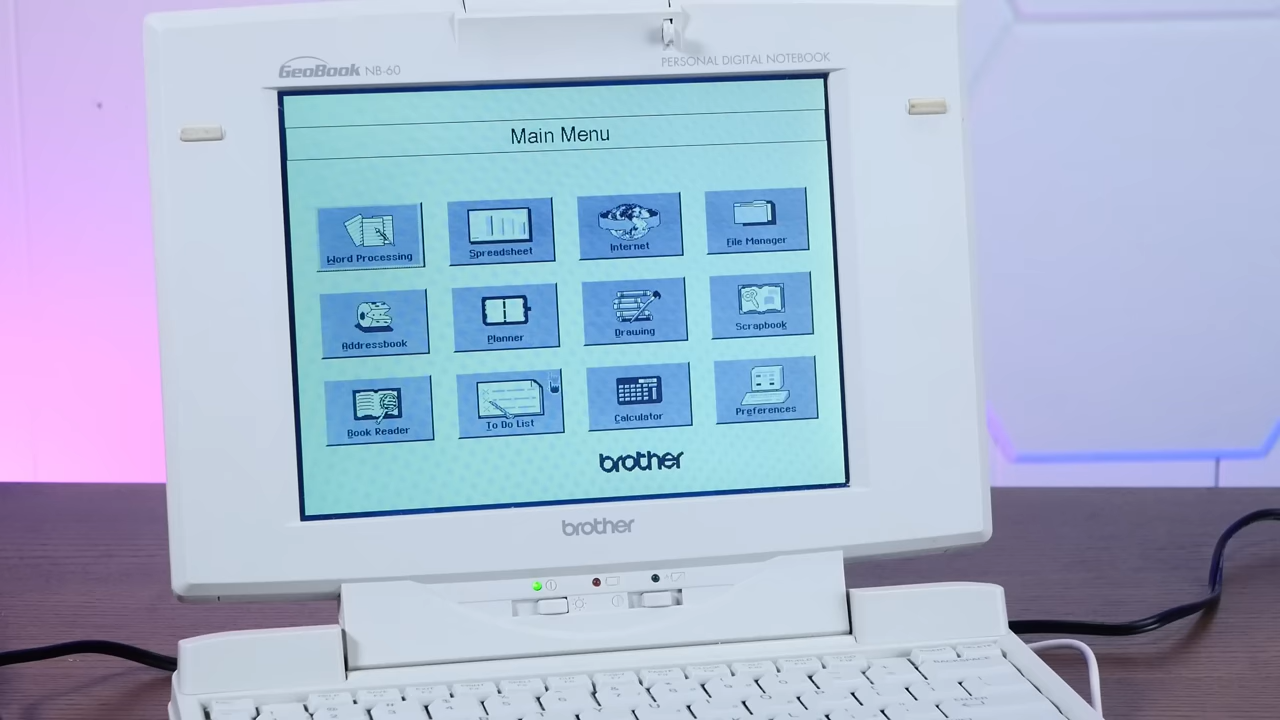 GeoBook NB-60
PERSONAL DIGITAL NOTEBOOK
Main Menu
Word Processing
Spreadsheet
Internet
File Manager
Addressbook
Planner
Drawing
Scrapbook
Book Reader
To Do List
Calculator
Preferences
brother
brother
BACKSPACE